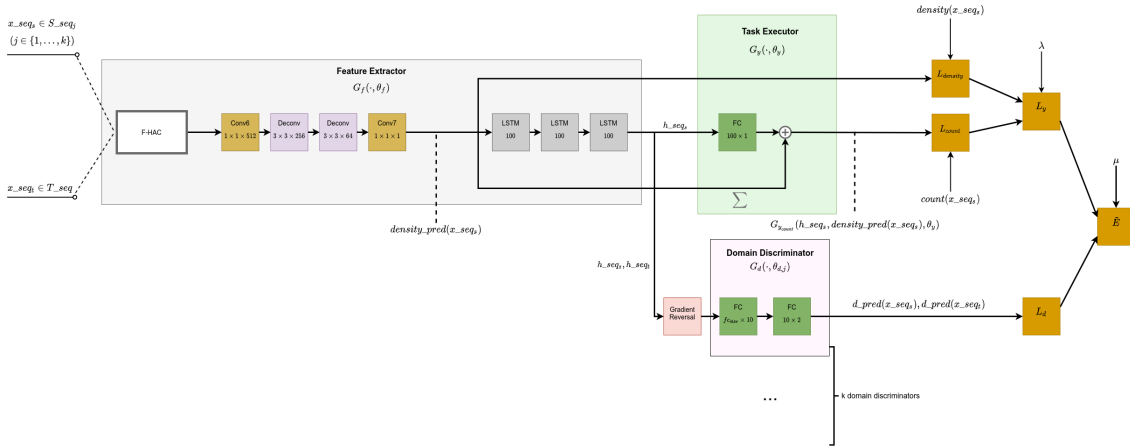 x_seq_s ∈ S_seq_j
(j ∈ {1, …, k})
x_seq_t ∈ T_seq
Feature Extractor
G_f(·, θ_f)
F-HAC
Conv6
1 × 1 × 512
Deconv
3 × 3 × 256
Deconv
3 × 3 × 64
Conv7
1 × 1 × 1
LSTM
100
LSTM
100
LSTM
100
density_pred(x_seq_s)
h_seq_s
Task Executor
G_y(·, θ_y)
FC
100 × 1
∑
G_{y_count}(h_seq_s, density_pred(x_seq_s), θ_y)
density(x_seq_s)
L_density
L_count
count(x_seq_s)
λ
L_y
μ
Ẽ
h_seq_s, h_seq_t
Gradient
Reversal
Domain Discriminator
G_d(·, θ_{d,j})
FC
FC
10 × 2
d_pred(x_seq_s), d_pred(x_seq_t)
L_d
...
k domain discriminators